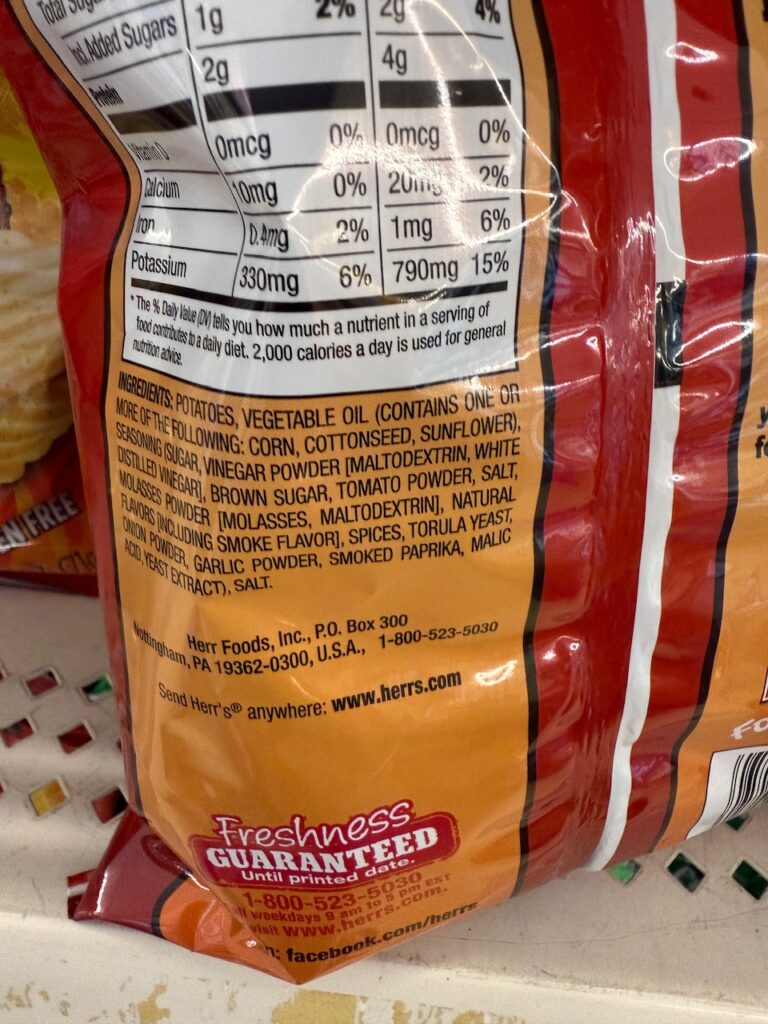 Total Sugars 2% 2g 4%
Incl. Added Sugars 1g
Protein 2g 4g
Vitamin D 0mcg 0% 0mcg 0%
Calcium 10mg 0% 20mg 2%
Iron 0.4mg 2% 1mg 6%
Potassium 330mg 6% 790mg 15%
* The % Daily Value (DV) tells you how much a nutrient in a serving of
food contributes to a daily diet. 2,000 calories a day is used for general
nutrition advice.
INGREDIENTS: POTATOES, VEGETABLE OIL (CONTAINS ONE OR
MORE OF THE FOLLOWING: CORN, COTTONSEED, SUNFLOWER),
SEASONING (SUGAR, VINEGAR POWDER [MALTODEXTRIN, WHITE
DISTILLED VINEGAR], BROWN SUGAR, TOMATO POWDER, SALT,
MOLASSES POWDER [MOLASSES, MALTODEXTRIN], NATURAL
FLAVORS [INCLUDING SMOKE FLAVOR], SPICES, TORULA YEAST,
ONION POWDER, GARLIC POWDER, SMOKED PAPRIKA, MALIC
ACID, YEAST EXTRACT), SALT.
Herr Foods, Inc., P.O. Box 300
Nottingham, PA 19362-0300, U.S.A., 1-800-523-5030
Send Herr's® anywhere: www.herrs.com
Freshness
GUARANTEED
Until printed date.
1-800-523-5030
weekdays 9 am to 5 pm EST
visit www.herrs.com.
facebook.com/herrs
FREE